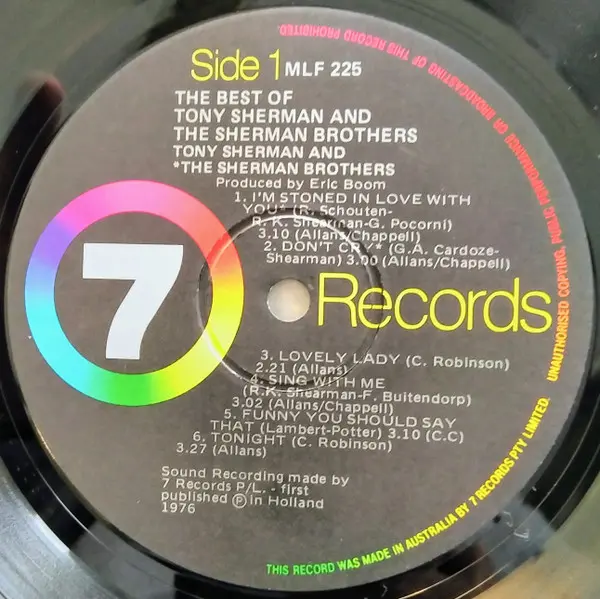 Side 1 MLF 225
THE BEST OF
TONY SHERMAN AND
THE SHERMAN BROTHERS
TONY SHERMAN AND
*THE SHERMAN BROTHERS
Produced by Eric Boom
1. I'M STONED IN LOVE WITH
YOU* (R. Schouten-
R. K. Shearman-G. Pocorni)
3.10 (Allans/Chappell)
2. DON'T CRY* (G.A. Cardoze-
Shearman) 3.00 (Allans/Chappell)
7
Records
3. LOVELY LADY (C. Robinson)
2.21 (Allans)
4. SING WITH ME
(R.K. Shearman-F. Buitendorp)
3.02 (Allans/Chappell)
5. FUNNY YOU SHOULD SAY
THAT (Lambert-Potter) 3.10 (C.C)
6. TONIGHT (C. Robinson)
3.27 (Allans)
Sound Recording made by
7 Records P/L. - first
published ℗ in Holland
1976
THIS RECORD WAS MADE IN AUSTRALIA BY 7 RECORDS PTY LIMITED. UNAUTHORISED COPYING, PUBLIC PERFORMANCE OR BROADCASTING OF THIS RECORD PROHIBITED.